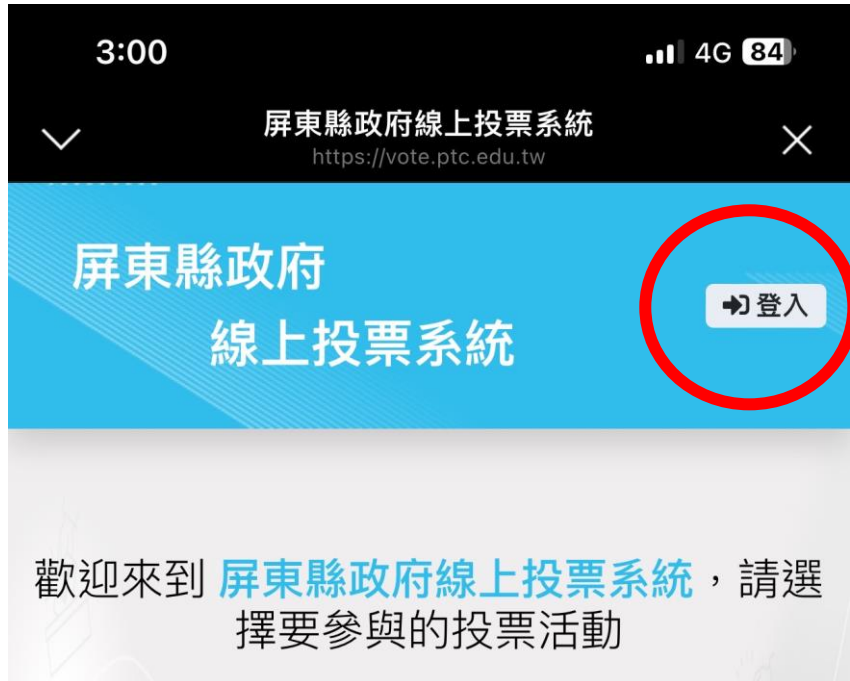 3:00 4G 84
屏東縣政府線上投票系統
https://vote.ptc.edu.tw
屏東縣政府
線上投票系統
登入
歡迎來到 屏東縣政府線上投票系統，請選
擇要參與的投票活動